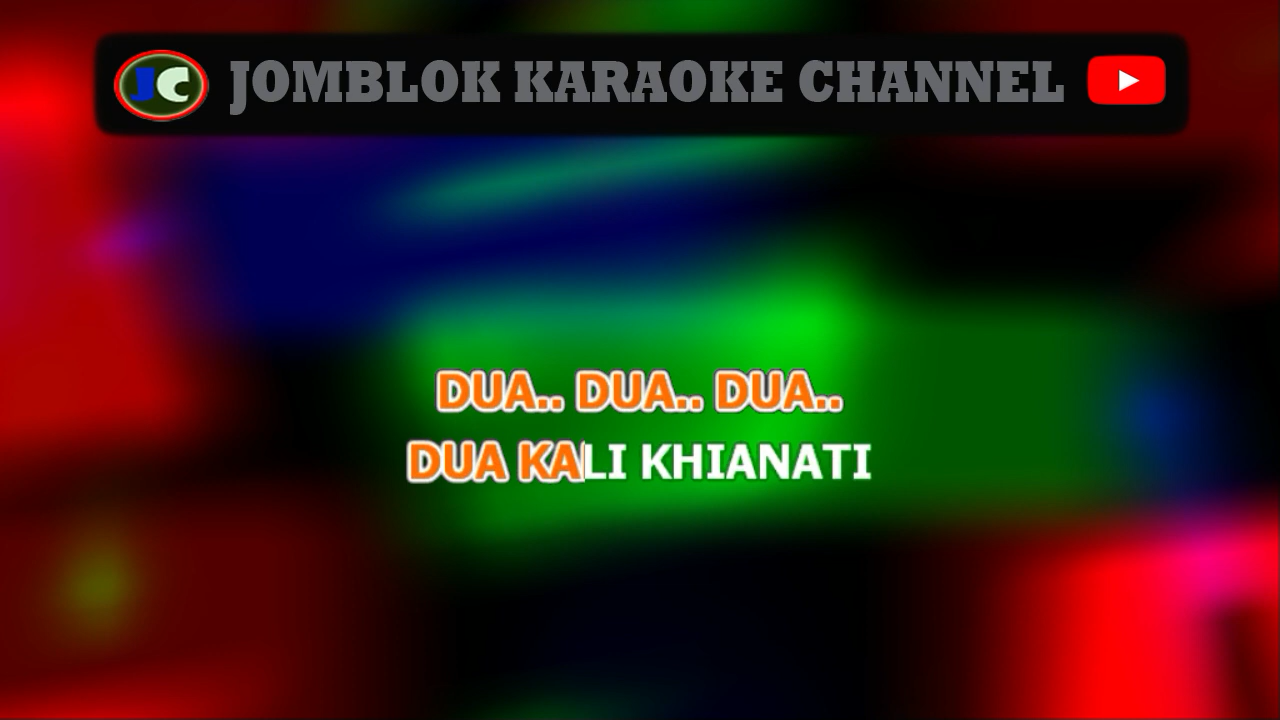 JC JOMBLOK KARAOKE CHANNEL
DUA.. DUA.. DUA..
DUA KALI KHIANATI